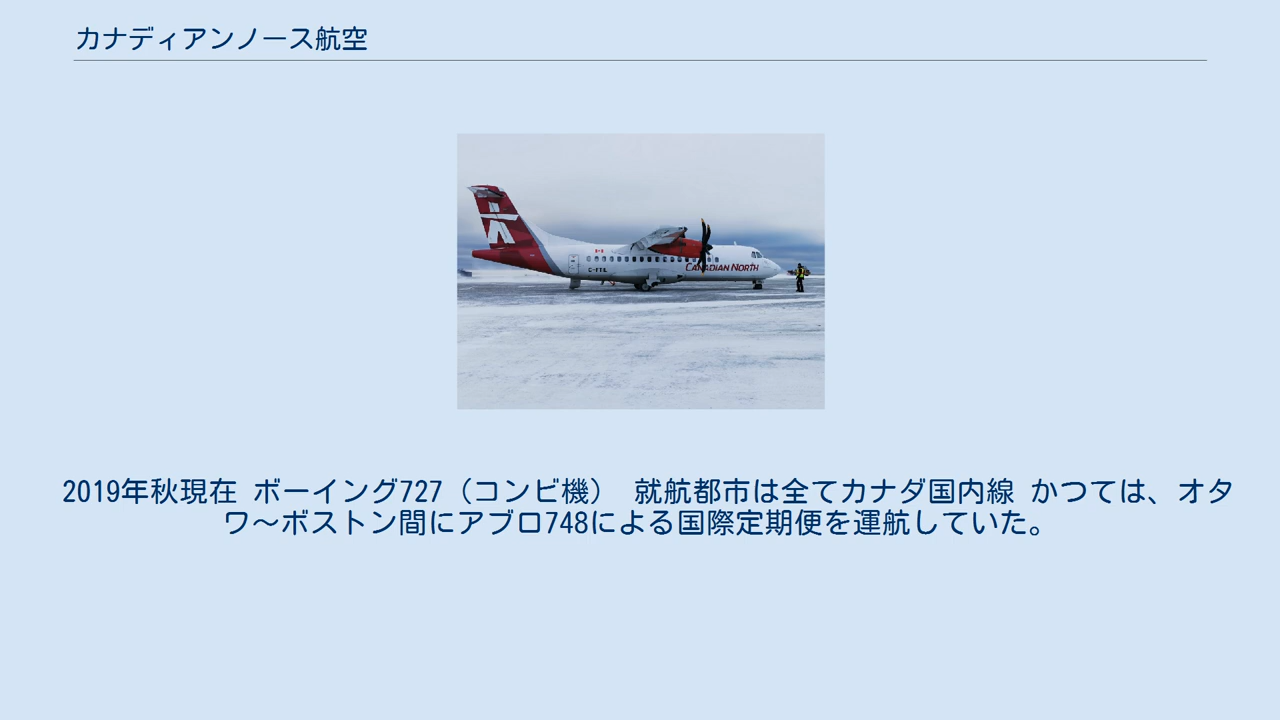 カナディアンノース航空
CANADIAN NORTH
C-FTIL
2019年秋現在 ボーイング727（コンビ機） 就航都市は全てカナダ国内線 かつては、オタ
ワ〜ボストン間にアブロ748による国際定期便を運航していた。